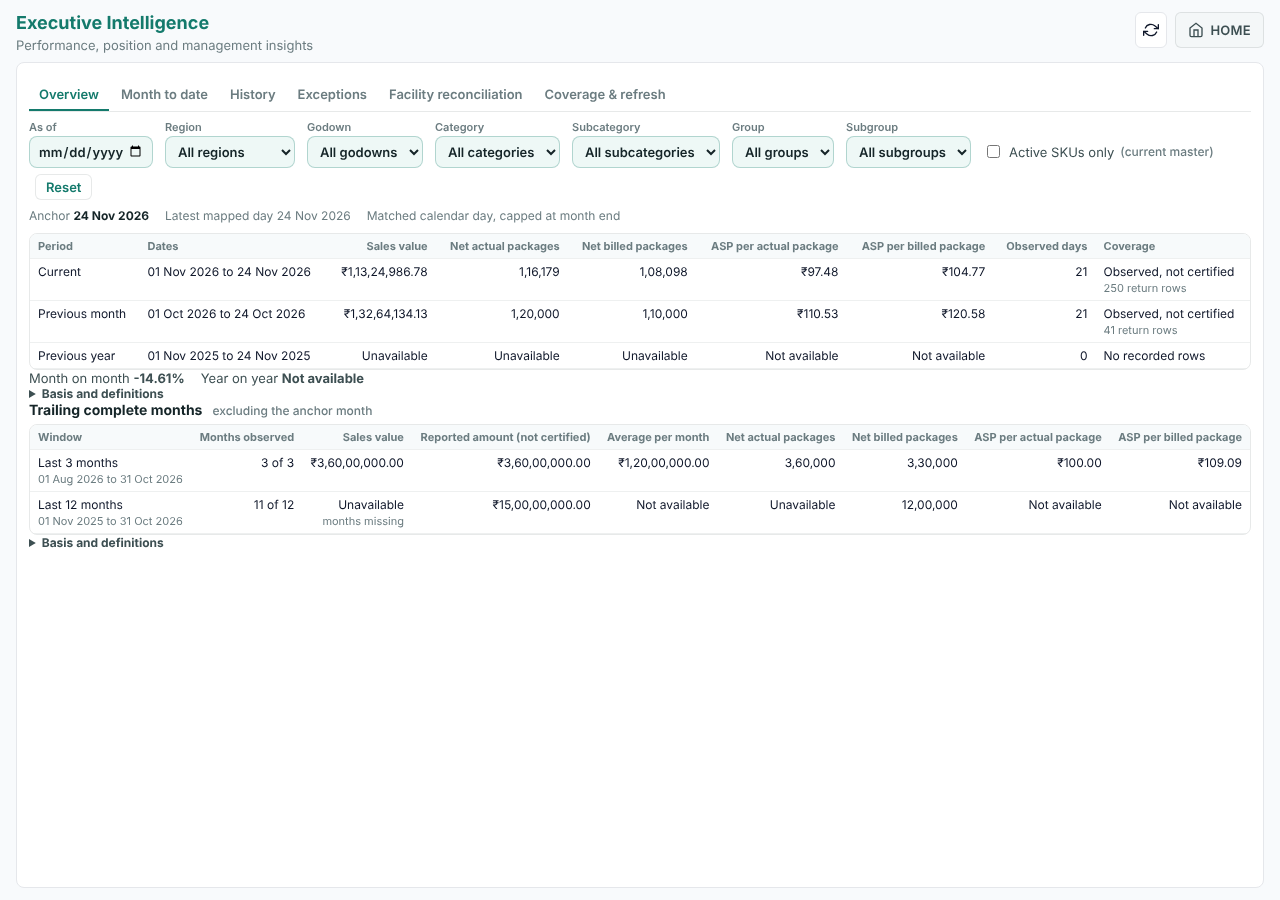 Executive Intelligence
Performance, position and management insights
HOME
Overview Month to date History Exceptions Facility reconciliation Coverage & refresh
As of Region Godown Category Subcategory Group Subgroup
mm/dd/yyyy All regions All godowns All categories All subcategories All groups All subgroups Active SKUs only (current master)
Reset
Anchor 24 Nov 2026 Latest mapped day 24 Nov 2026 Matched calendar day, capped at month end
Period Dates Sales value Net actual packages Net billed packages ASP per actual package ASP per billed package Observed days Coverage
Current 01 Nov 2026 to 24 Nov 2026 ₹1,13,24,986.78 1,16,179 1,08,098 ₹97.48 ₹104.77 21 Observed, not certified
250 return rows
Previous month 01 Oct 2026 to 24 Oct 2026 ₹1,32,64,134.13 1,20,000 1,10,000 ₹110.53 ₹120.58 21 Observed, not certified
41 return rows
Previous year 01 Nov 2025 to 24 Nov 2025 Unavailable Unavailable Unavailable Not available Not available 0 No recorded rows
Month on month -14.61% Year on year Not available
Basis and definitions
Trailing complete months excluding the anchor month
Window Months observed Sales value Reported amount (not certified) Average per month Net actual packages Net billed packages ASP per actual package ASP per billed package
Last 3 months 3 of 3 ₹3,60,00,000.00 ₹3,60,00,000.00 ₹1,20,00,000.00 3,60,000 3,30,000 ₹100.00 ₹109.09
01 Aug 2026 to 31 Oct 2026
Last 12 months 11 of 12 Unavailable ₹15,00,00,000.00 Not available Unavailable 12,00,000 Not available Not available
01 Nov 2025 to 31 Oct 2026 months missing
Basis and definitions